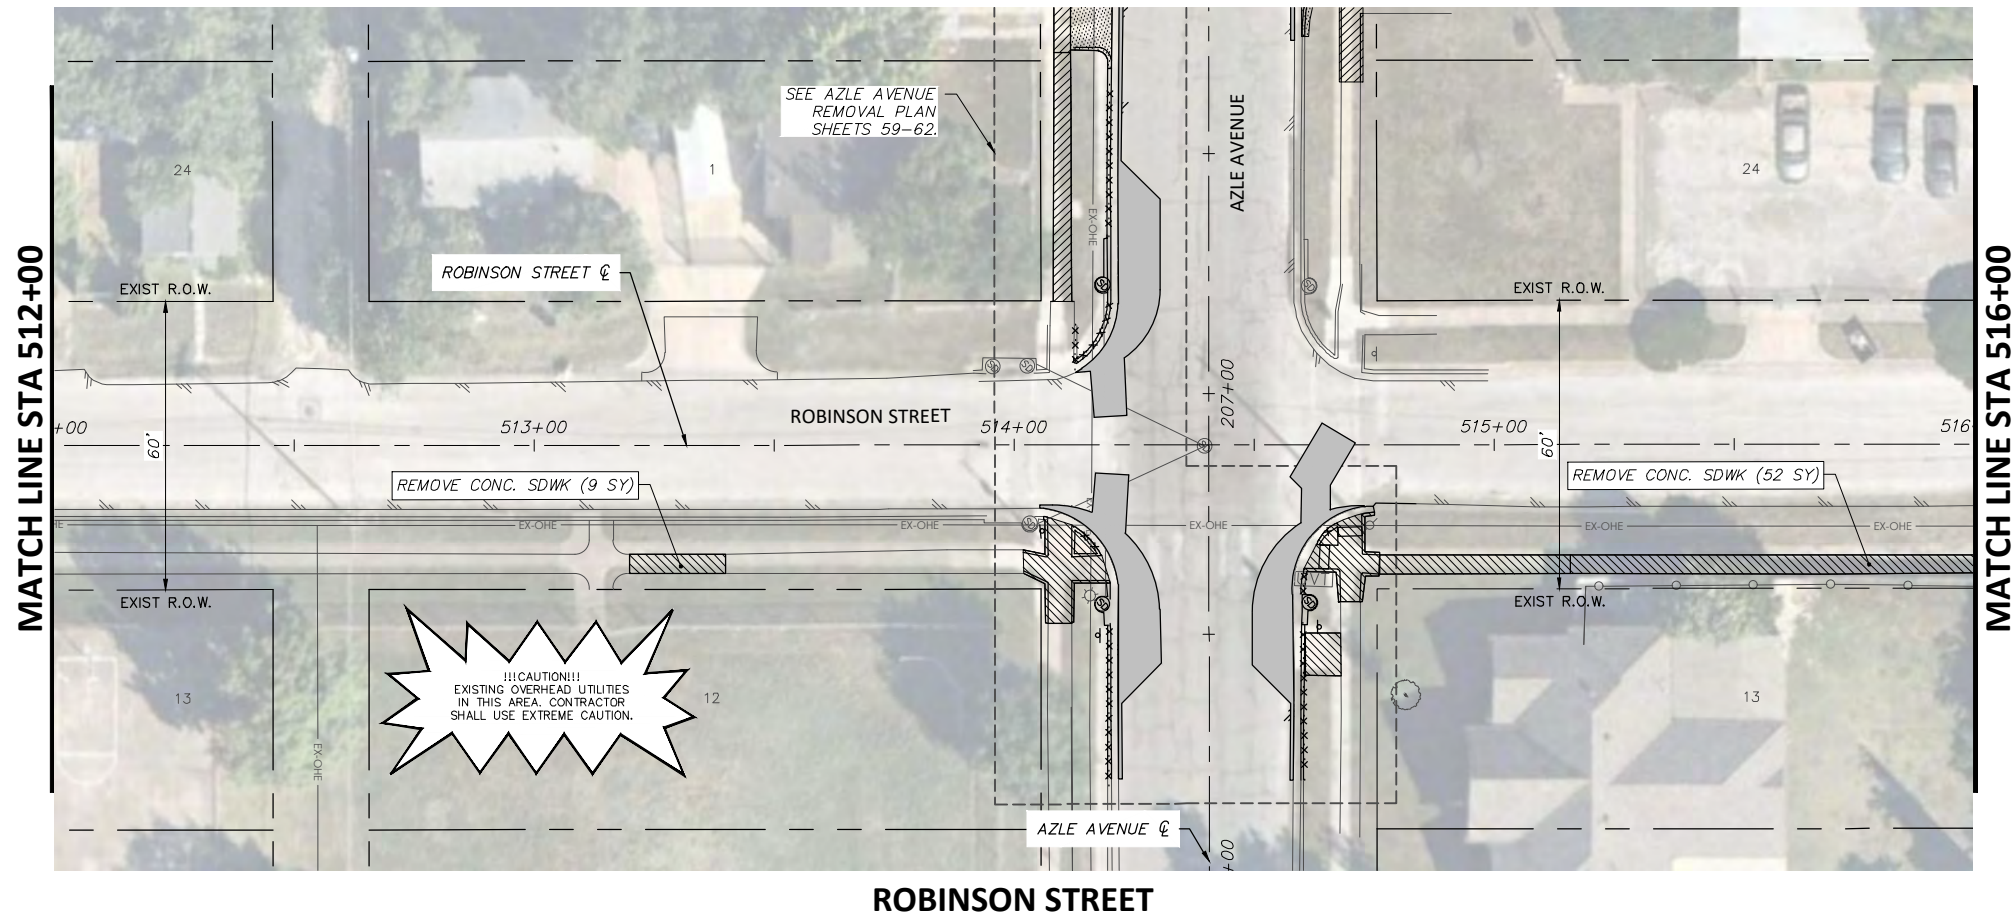 SEE AZLE AVENUE
REMOVAL PLAN
SHEETS 59-62.
AZLE AVENUE
24
1
24
EX-OHE
ROBINSON STREET ℄
EXIST R.O.W.
EXIST R.O.W.
MATCH LINE STA 512+00
MATCH LINE STA 516+00
207+00
ROBINSON STREET
+00
513+00
514+00
515+00
516
60'
60'
REMOVE CONC. SDWK (9 SY)
REMOVE CONC. SDWK (52 SY)
EX-OHE
EX-OHE
EX-OHE
EX-OHE
EX-OHE
EXIST R.O.W.
EXIST R.O.W.
!!!CAUTION!!!
EXISTING OVERHEAD UTILITIES
IN THIS AREA. CONTRACTOR
SHALL USE EXTREME CAUTION.
13
12
13
EX-OHE
AZLE AVENUE ℄
+00
ROBINSON STREET